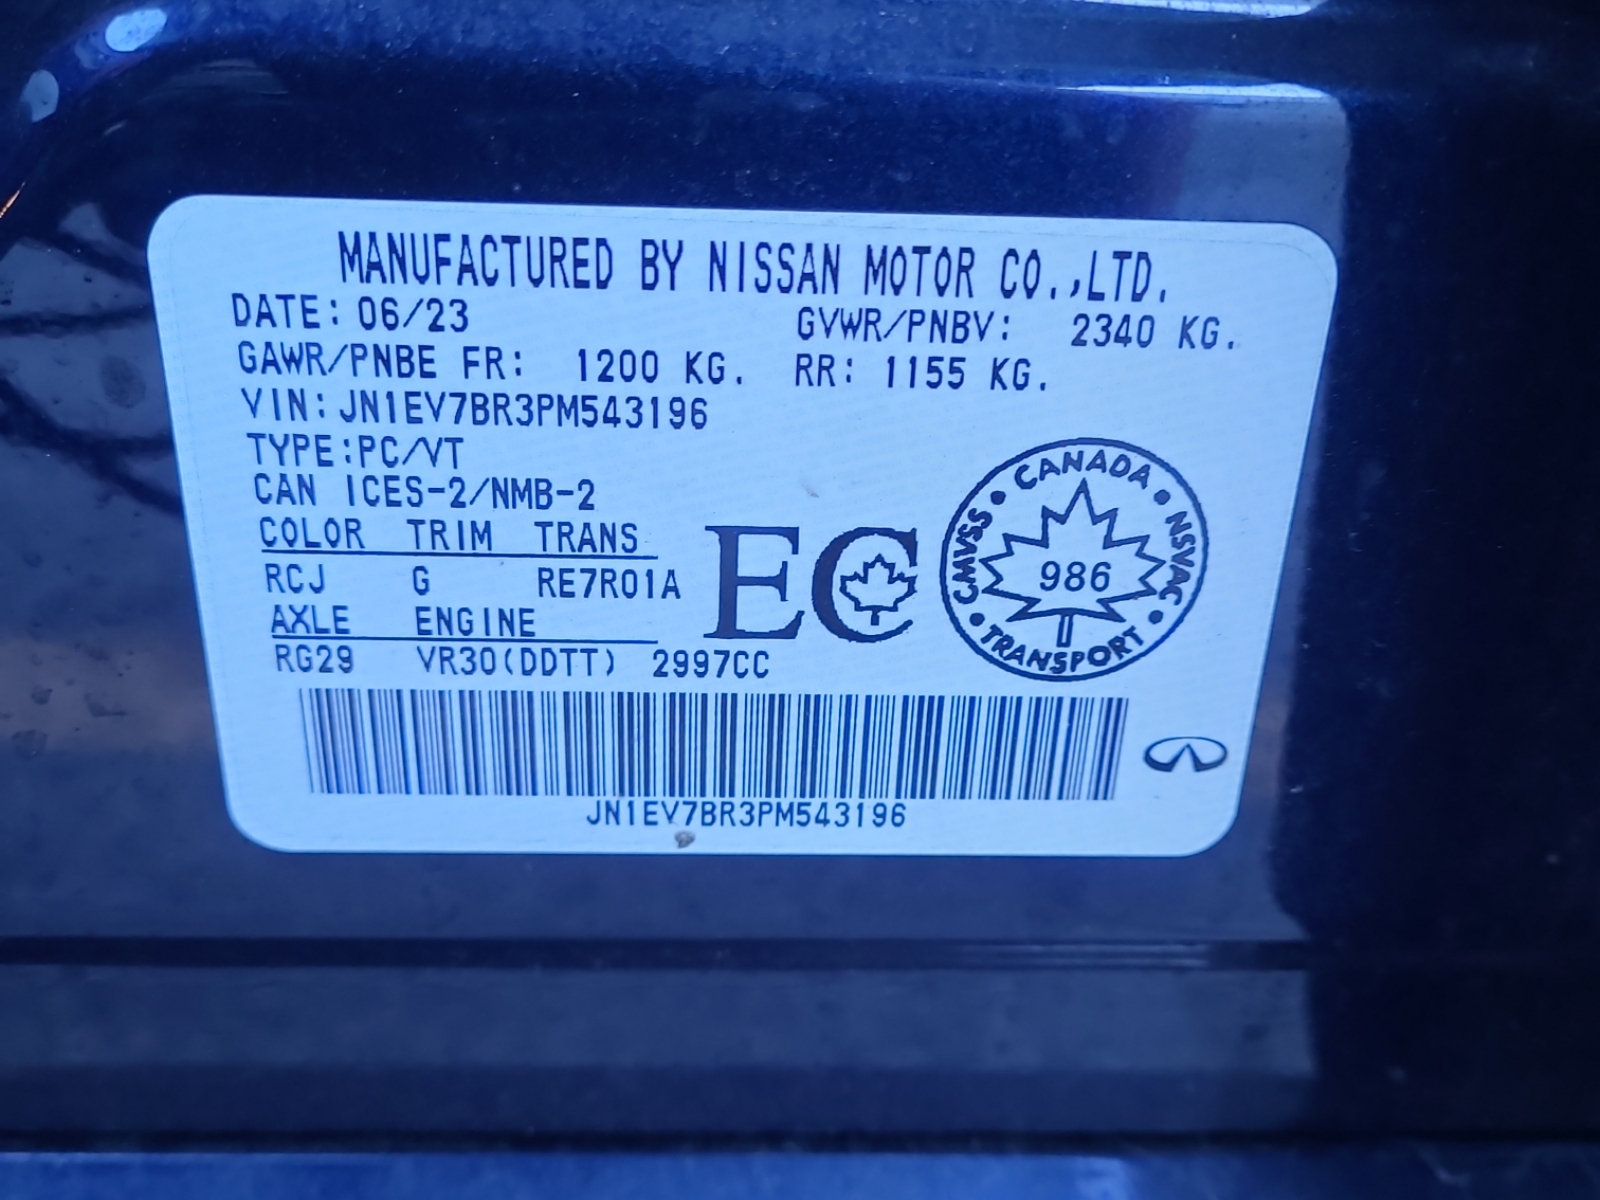 MANUFACTURED BY NISSAN MOTOR CO.,LTD.
DATE: 06/23 GVWR/PNBV: 2340 KG.
GAWR/PNBE FR: 1200 KG. RR: 1155 KG.
VIN: JN1EV7BR3PM543196
TYPE:PC/VT
CAN ICES-2/NMB-2
COLOR TRIM TRANS
RCJ G RE7R01A
AXLE ENGINE
RG29 VR30(DDTT) 2997CC
EC
CANADA
CMVSS
NSVAC
986
TRANSPORT
JN1EV7BR3PM543196